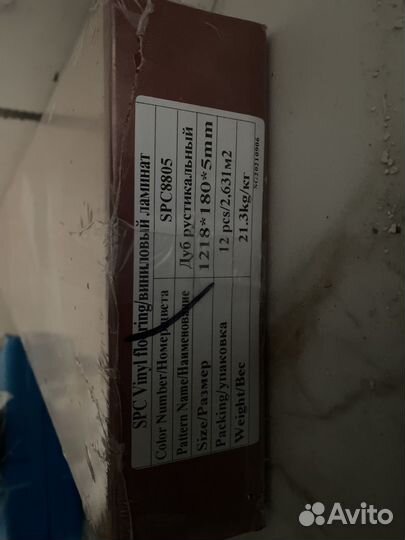 SPC Vinyl flooring/виниловый ламинат
Color Number/Номер цвета SPC8805
Pattern Name/Наименование Дуб рустикальный
Size/Размер 1218*180*5mm
Packing/упаковка 12 pcs/2,631м2
Weight/Вес 21.3kg/кг
Avito